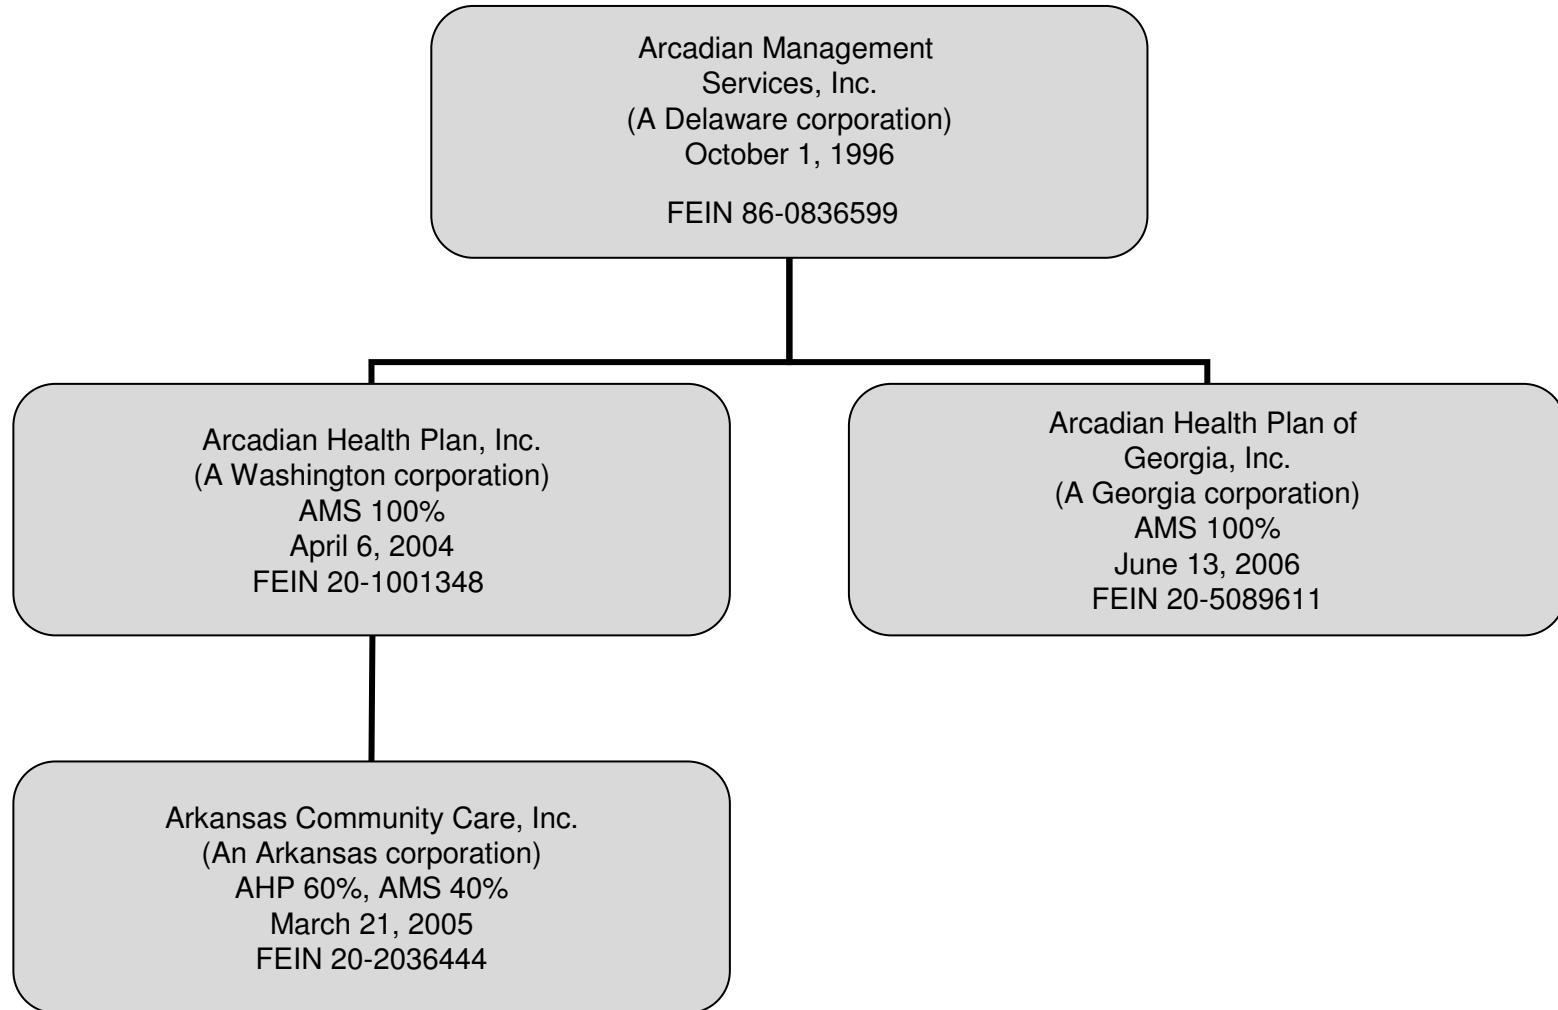 Arcadian Management
Services, Inc.
(A Delaware corporation)
October 1, 1996
FEIN 86-0836599
Arcadian Health Plan, Inc.
(A Washington corporation)
AMS 100%
April 6, 2004
FEIN 20-1001348
Arcadian Health Plan of
Georgia, Inc.
(A Georgia corporation)
AMS 100%
June 13, 2006
FEIN 20-5089611
Arkansas Community Care, Inc.
(An Arkansas corporation)
AHP 60%, AMS 40%
March 21, 2005
FEIN 20-2036444